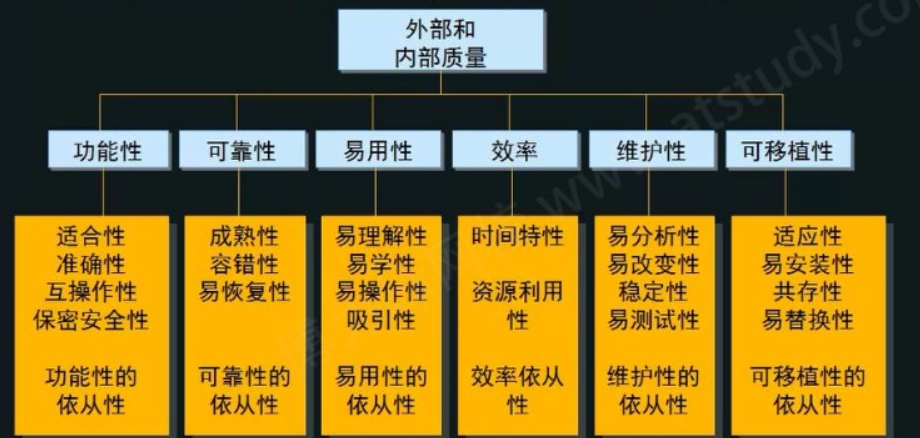 外部和
内部质量
功能性
可靠性
易用性
效率
维护性
可移植性
适合性
准确性
互操作性
保密安全性
功能性的
依从性
成熟性
容错性
易恢复性
可靠性的
依从性
易理解性
易学性
易操作性
吸引性
易用性的
依从性
时间特性
资源利用
性
效率依从
性
易分析性
易改变性
稳定性
易测试性
维护性的
依从性
适应性
易安装性
共存性
易替换性
可移植性的
依从性